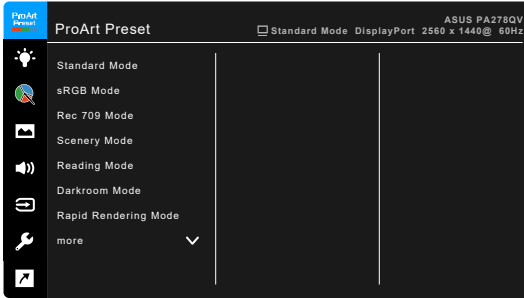 ProArt
Preset
ProArt Preset
ASUS PA278QV
Standard Mode DisplayPort 2560 x 1440@ 60Hz
Standard Mode
sRGB Mode
Rec 709 Mode
Scenery Mode
Reading Mode
Darkroom Mode
Rapid Rendering Mode
more